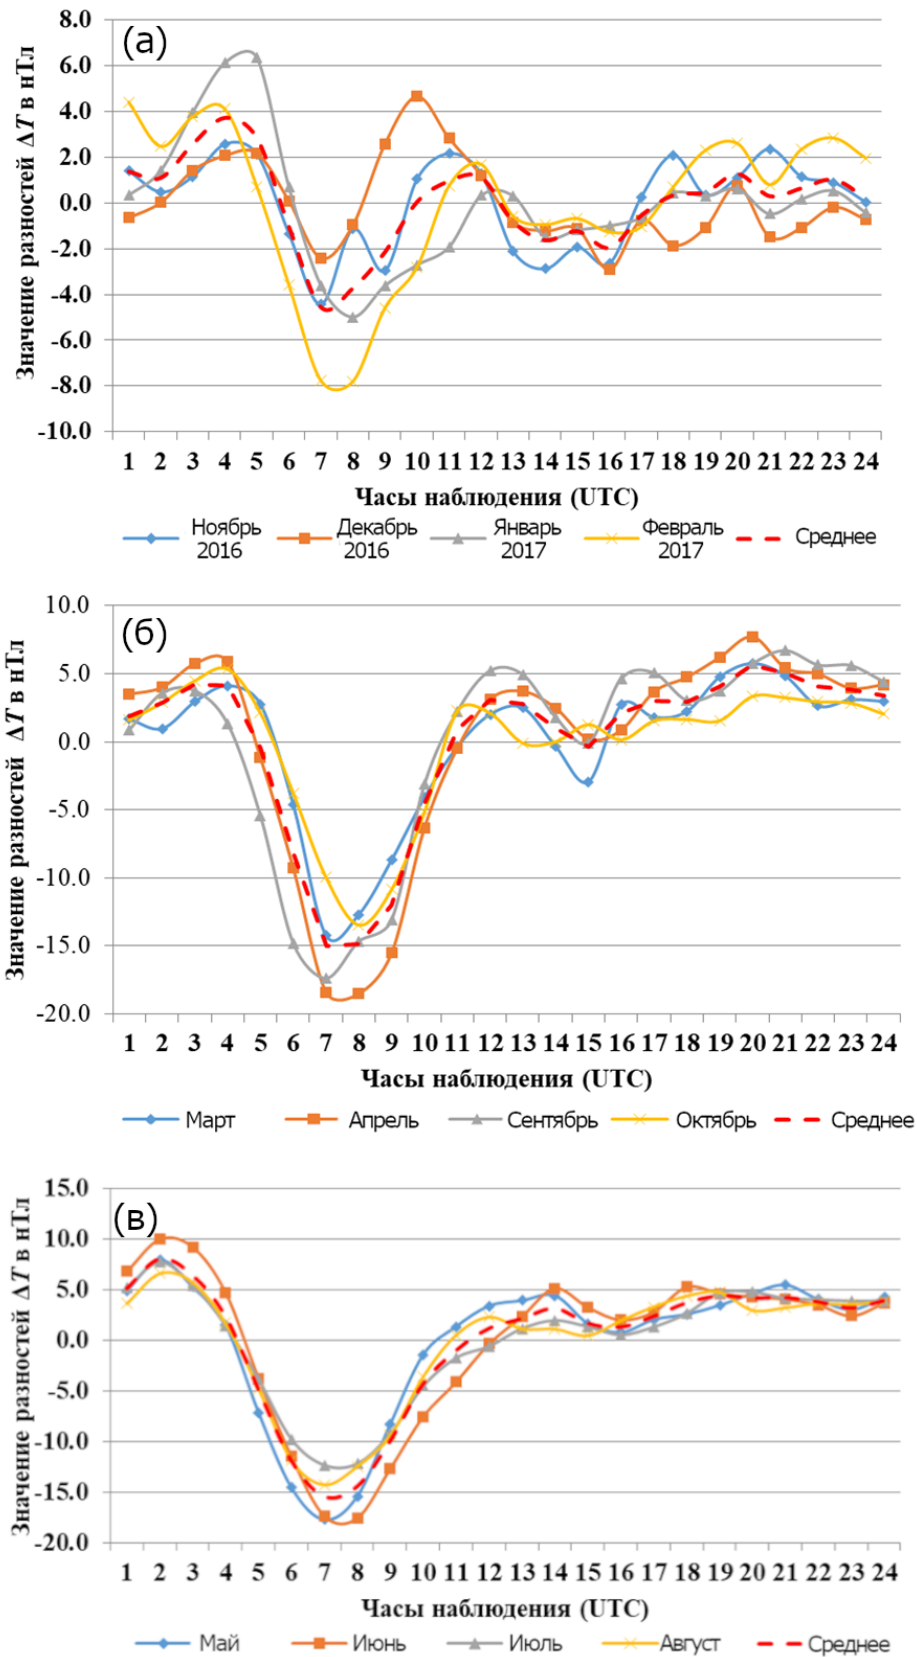 (а)
Значение разностей ΔT в нТл
8.0
6.0
4.0
2.0
0.0
-2.0
-4.0
-6.0
-8.0
-10.0
1 2 3 4 5 6 7 8 9 10 11 12 13 14 15 16 17 18 19 20 21 22 23 24
Часы наблюдения (UTC)
Ноябрь 2016
Декабрь 2016
Январь 2017
Февраль 2017
Среднее
(б)
Значение разностей ΔT в нТл
10.0
5.0
0.0
-5.0
-10.0
-15.0
-20.0
1 2 3 4 5 6 7 8 9 10 11 12 13 14 15 16 17 18 19 20 21 22 23 24
Часы наблюдения (UTC)
Март Апрель Сентябрь Октябрь Среднее
(в)
Значение разностей ΔT в нТл
15.0
10.0
5.0
0.0
-5.0
-10.0
-15.0
-20.0
1 2 3 4 5 6 7 8 9 10 11 12 13 14 15 16 17 18 19 20 21 22 23 24
Часы наблюдения (UTC)
Май Июнь Июль Август Среднее